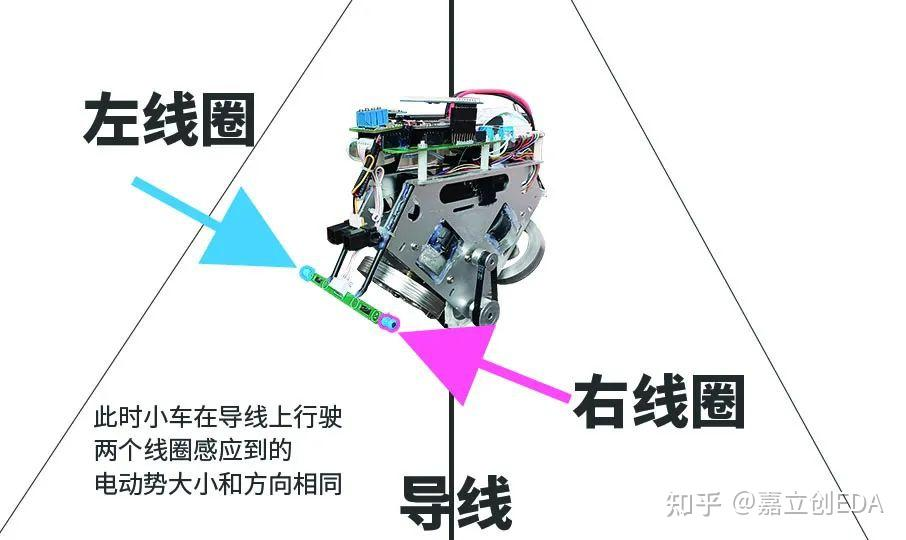 左线圈
右线圈
此时小车在导线上行驶
两个线圈感应到的
电动势大小和方向相同
导线
知乎 @嘉立创EDA